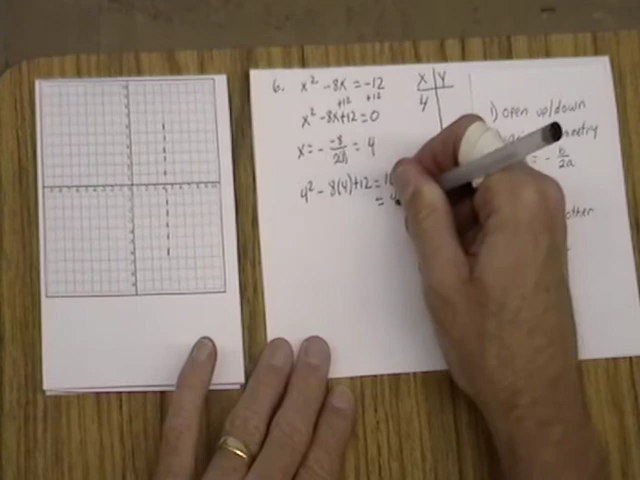 6. x² - 8x = -12
+12 +12
x² - 8x + 12 = 0
x = - -8/2(1) = 4
4² - 8(4) + 12 = 1
=
x y
4
1) open up/down
= - b/2a
other